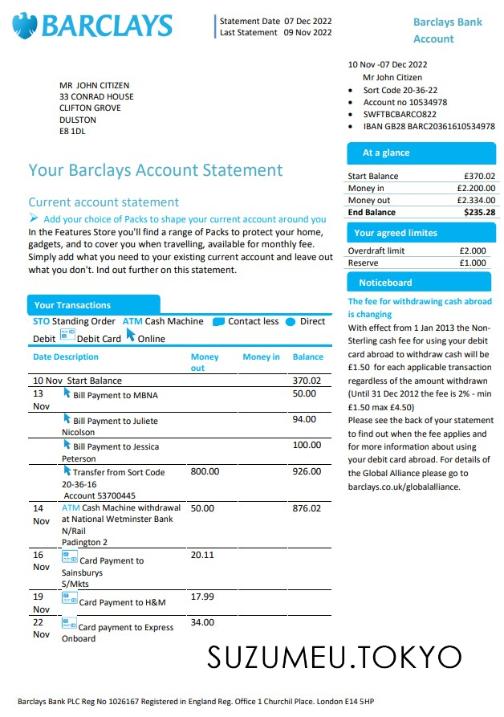 BARCLAYS
Statement Date 07 Dec 2022
Last Statement 09 Nov 2022
Barclays Bank
Account
MR JOHN CITIZEN
33 CONRAD HOUSE
CLIFTON GROVE
DULSTON
E8 1DL
10 Nov -07 Dec 2022
Mr John Citizen
• Sort Code 20-36-22
• Account no 10534978
• SWFTBCBARCO822
• IBAN GB28 BARC20361610534978
At a glance
Start Balance £370.02
Money in £2.200.00
Money out £2.334.00
End Balance $235.28
Your agreed limites
Overdraft limit £2.000
Reserve £1.000
Noticeboard
The fee for withdrawing cash abroad
is changing
With effect from 1 Jan 2013 the Non-
Sterling cash fee for using your debit
card abroad to withdraw cash will be
£1.50 for each applicable transaction
regardless of the amount withdrawn
(Until 31 Dec 2012 the fee is 2% - min
£1.50 max £4.50)
Please see the back of your statement
to find out when the fee applies and
for more information about using
your debit card abroad. For details of
the Global Alliance please go to
barclays.co.uk/globalalliance.
Your Barclays Account Statement
Current account statement
Add your choice of Packs to shape your current account around you
In the Features Store you'll find a range of Packs to protect your home,
gadgets, and to cover you when travelling, available for monthly fee.
Simply add what you need to your existing current account and leave out
what you don't. Ind out further on this statement.
Your Transactions
STO Standing Order ATM Cash Machine Contact less Direct
Debit Debit Card Online
Date Description Money out Money in Balance
10 Nov Start Balance 370.02
13 Nov Bill Payment to MBNA 50.00
Bill Payment to Juliete 94.00
Nicolson
Bill Payment to Jessica 100.00
Peterson
Transfer from Sort Code 800.00 926.00
20-36-16
Account 53700445
14 Nov ATM Cash Machine withdrawal 50.00 876.02
at National Wetminster Bank
N/Rail
Padington 2
16 Nov Card Payment to 20.11
Sainsburys
S/Mkts
19 Nov Card Payment to H&M 17.99
22 Nov Card payment to Express 34.00
Onboard
SUZUMEU.TOKYO
Barclays Bank PLC Reg No 1026167 Registered in England Reg. Office 1 Churchil Place. London E14 5HP